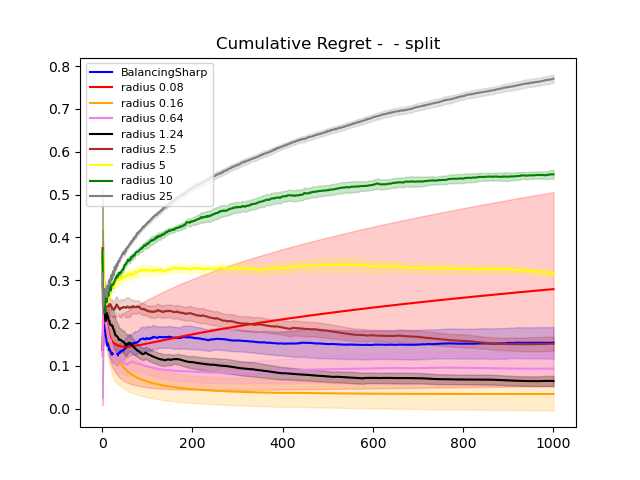 Cumulative Regret -  - split
BalancingSharp
radius 0.08
radius 0.16
radius 0.64
radius 1.24
radius 2.5
radius 5
radius 10
radius 25
0.8
0.7
0.6
0.5
0.4
0.3
0.2
0.1
0.0
0 200 400 600 800 1000